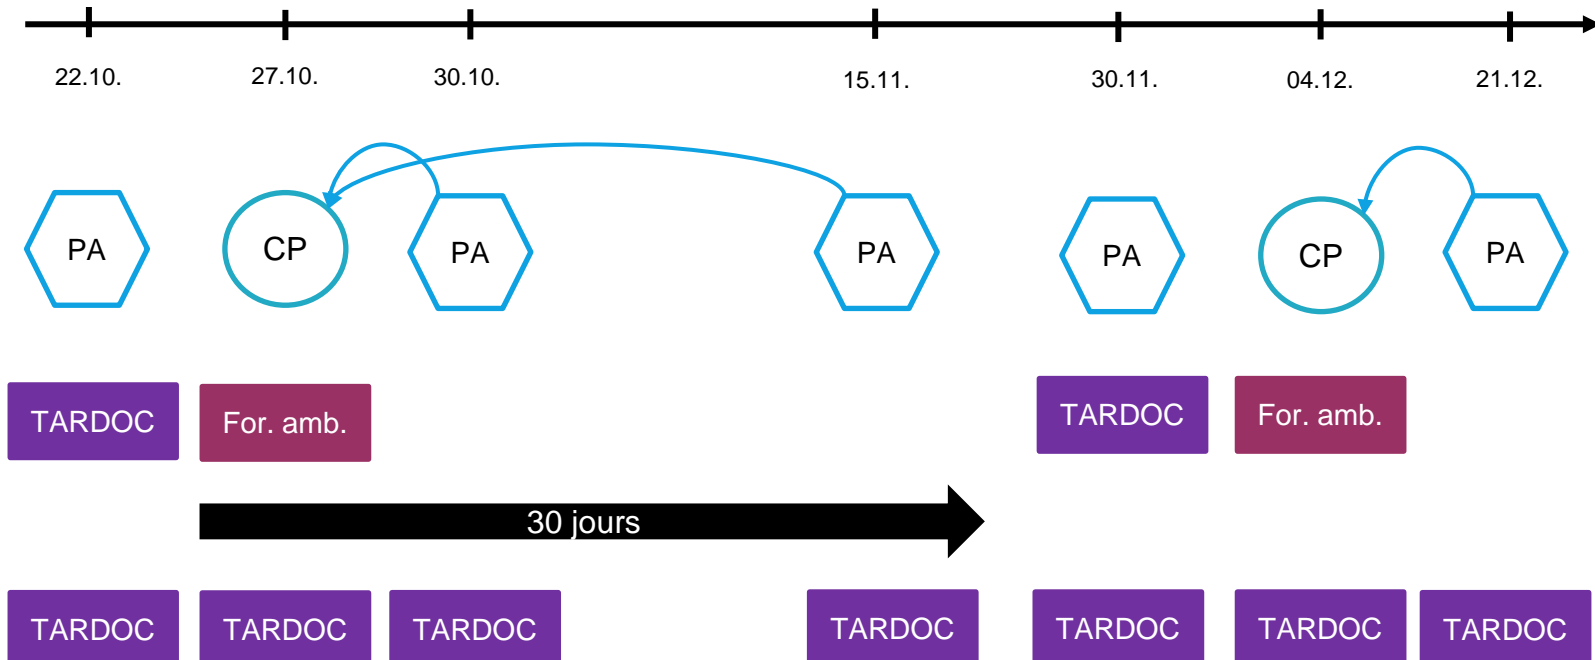 22.10. 27.10. 30.10. 15.11. 30.11. 04.12. 21.12.
PA CP PA PA PA CP PA
TARDOC For. amb. TARDOC For. amb.
30 jours
TARDOC TARDOC TARDOC TARDOC TARDOC TARDOC TARDOC